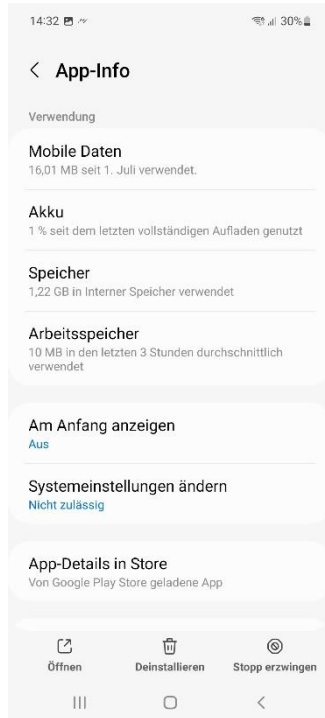 14:32 30%
App-Info
Verwendung
Mobile Daten
16,01 MB seit 1. Juli verwendet.
Akku
1 % seit dem letzten vollständigen Aufladen genutzt
Speicher
1,22 GB in Interner Speicher verwendet
Arbeitsspeicher
10 MB in den letzten 3 Stunden durchschnittlich
verwendet
Am Anfang anzeigen
Aus
Systemeinstellungen ändern
Nicht zulässig
App-Details in Store
Von Google Play Store geladene App
Öffnen Deinstallieren Stopp erzwingen